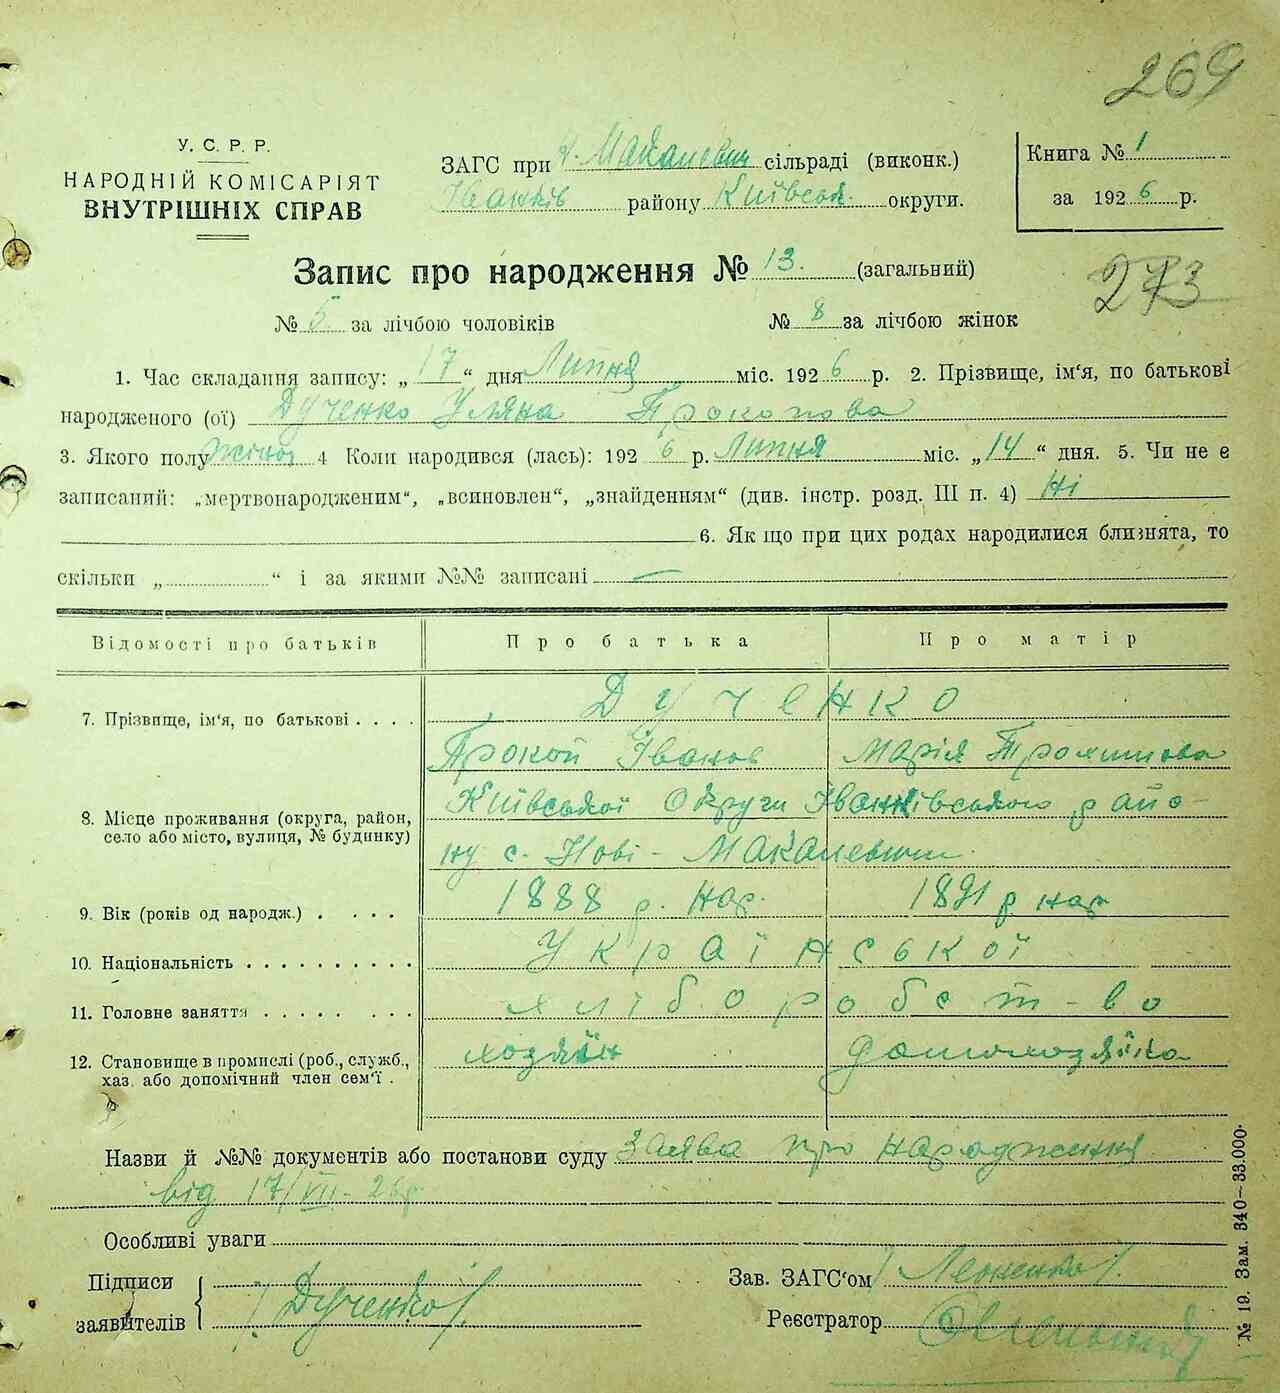 269
У. С. Р. Р.
НАРОДНІЙ КОМІСАРІЯТ
ВНУТРІШНІХ СПРАВ
ЗАГС при Макалевич сільраді (виконк.)
Іванків району Київськ. округи.
Книга № 1
за 1926 р.
Запис про народження № 13. (загальний)
273
№ 5 за лічбою чоловіків № 8 за лічбою жінок
1. Час складання запису: „17“ дня Липня міс. 1926 р. 2. Прізвище, ім'я, по батькові
народженого (ої) Дученко Уляна Прокопова
3. Якого полу жіноч 4 Коли народився (лась): 1926 р. Липня міс. „14“ дня. 5. Чи не є
записаний: „мертвонародженим“, „всиновлен“, „знайденням“ (див. інстр. розд. III п. 4) Ні
6. Як що при цих родах народилися близнята, то
скільки „ “ і за якими №№ записані —
Відомості про батьків Про батька Про матір
7. Прізвище, ім'я, по батькові . . . . Дученко
Прокоп Іванов Марія Трохимова
8. Місце проживання (округа, район,
село або місто, вулиця, № будинку)
Київської Округи Іванківського райо-
ну с. Нові-Макалевичи
9. Вік (років од народж.) . . . . 1888 р. нар. 1891 р нар
10. Національність . . . . . . . . . . Української
11. Головне заняття . . . . . . . . хліборобст-во
12. Становище в промислі (роб., служб.,
хаз. або допомічний член сем'ї .
хозяїн домохозяїка
Назви й №№ документів або постанови суду Заява про народження
від 17/VII-26р.
Особливі уваги
Підписи
заявителів
/Дученко/.
Зав. ЗАГС'ом
Реєстратор
№ 19. Зам. 340—33.000.